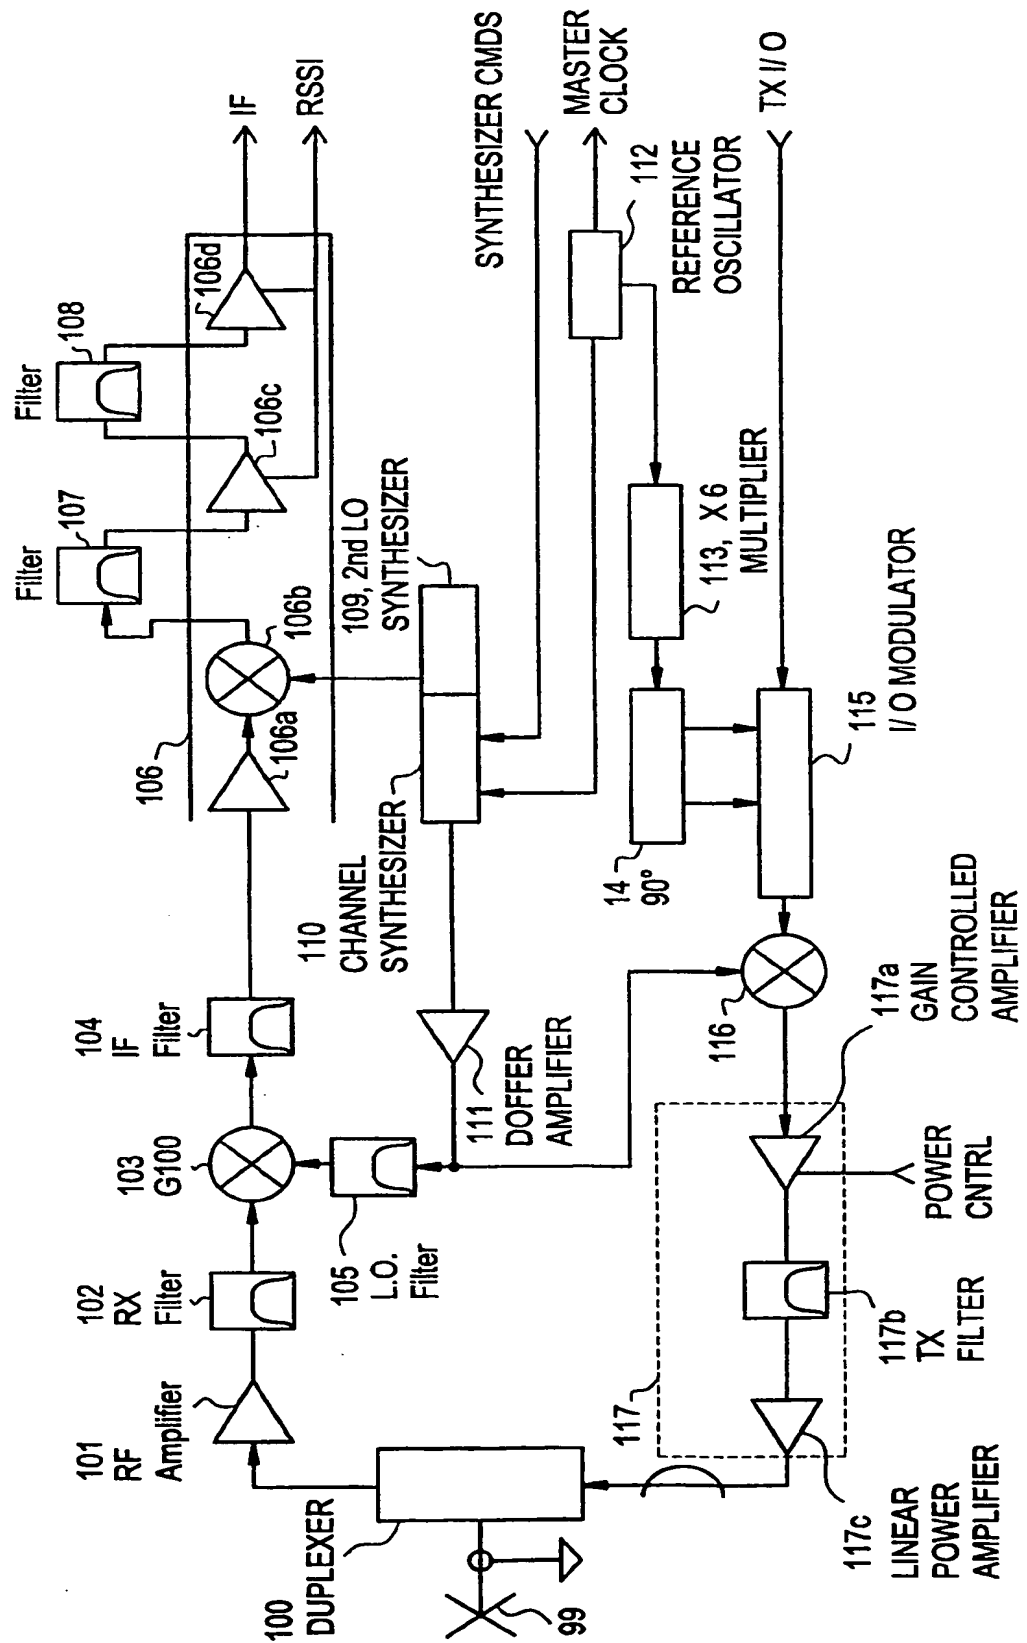 Filter
Filter
107
108
101
RF
Amplifier
102
RX
Filter
103
G100
104
IF
Filter
106
106a
106b
106c
106d
IF
RSSI
105
L.O.
Filter
110
CHANNEL
SYNTHESIZER
109, 2nd LO
SYNTHESIZER
100
DUPLEXER
99
111
DOFFER
AMPLIFIER
SYNTHESIZER CMDS
MASTER
CLOCK
112
REFERENCE
OSCILLATOR
14
90°
113, X 6
MULTIPLIER
TX I/O
117
116
115
I/O MODULATOR
117a
GAIN
CONTROLLED
AMPLIFIER
117c
LINEAR
POWER
AMPLIFIER
117b
TX
FILTER
POWER
CNTRL